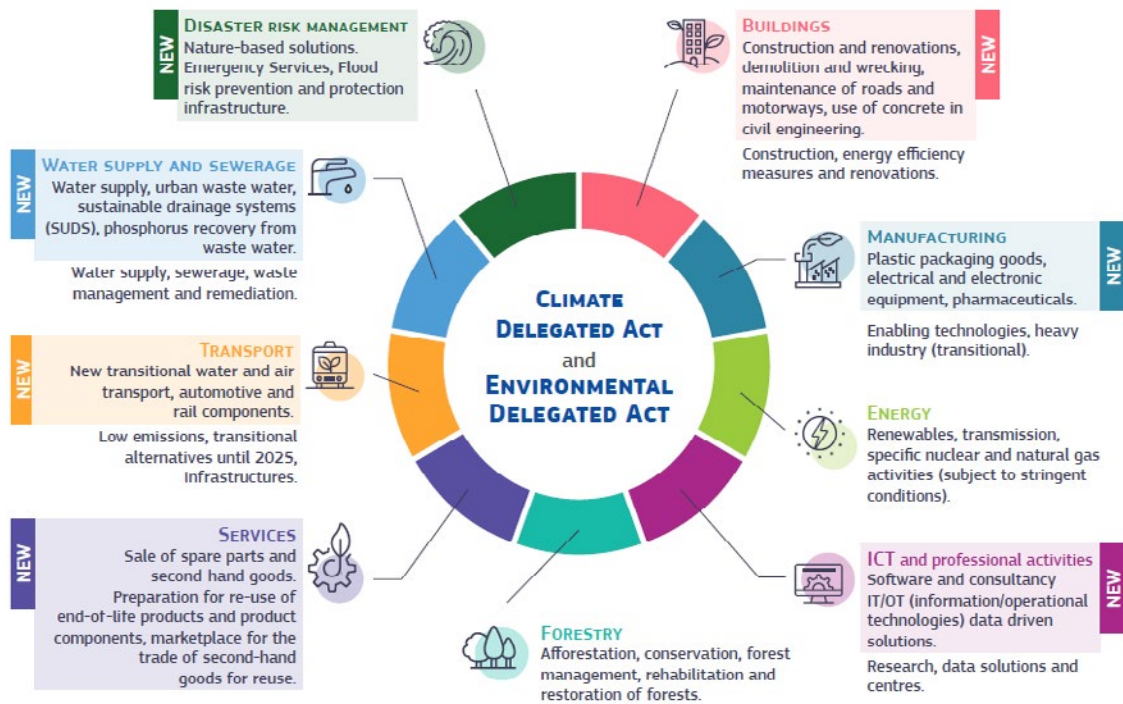 DISASTER RISK MANAGEMENT
NEW
Nature-based solutions.
Emergency Services, Flood
risk prevention and protection
infrastructure.
BUILDINGS
NEW
Construction and renovations,
demolition and wrecking,
maintenance of roads and
motorways, use of concrete in
civil engineering.
Construction, energy efficiency
measures and renovations.
WATER SUPPLY AND SEWERAGE
NEW
Water supply, urban waste water,
sustainable drainage systems
(SUDS), phosphorus recovery from
waste water.
Water supply, sewerage, waste
management and remediation.
MANUFACTURING
NEW
Plastic packaging goods,
electrical and electronic
equipment, pharmaceuticals.
Enabling technologies, heavy
industry (transitional).
CLIMATE
DELEGATED ACT
and
ENVIRONMENTAL
DELEGATED ACT
TRANSPORT
NEW
New transitional water and air
transport, automotive and
rail components.
Low emissions, transitional
alternatives until 2025,
infrastructures.
ENERGY
Renewables, transmission,
specific nuclear and natural gas
activities (subject to stringent
conditions).
SERVICES
NEW
Sale of spare parts and
second hand goods.
Preparation for re-use of
end-of-life products and product
components, marketplace for the
trade of second-hand
goods for reuse.
ICT and professional activities
NEW
Software and consultancy
IT/OT (information/operational
technologies) data driven
solutions.
Research, data solutions and
centres.
FORESTRY
Afforestation, conservation, forest
management, rehabilitation and
restoration of forests.